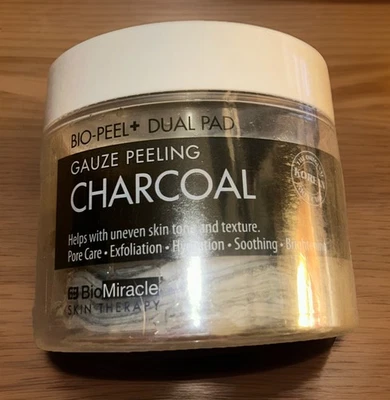 BIO-PEEL+ DUAL PAD
GAUZE PEELING
CHARCOAL
Helps with uneven skin tone and texture.
Pore Care • Exfoliation • Hydration • Soothing •
BioMiracle®
SKIN THERAPY
KOREAN